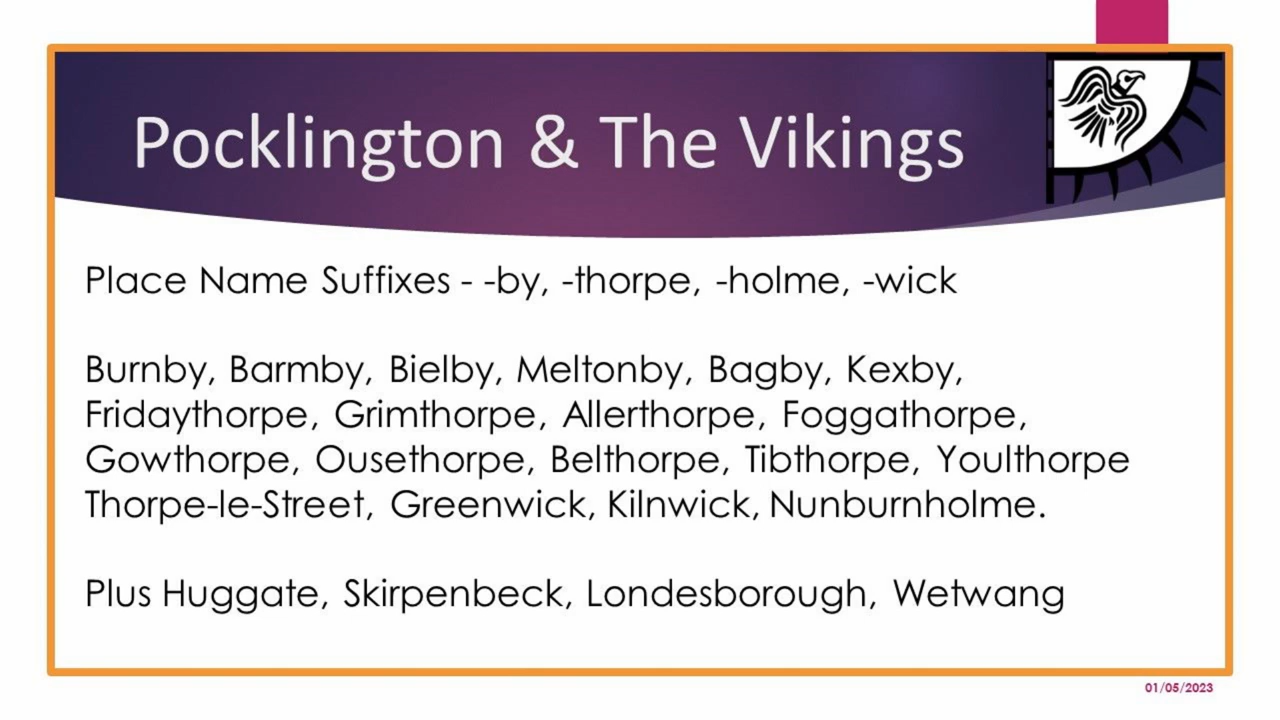 Pocklington & The Vikings
Place Name Suffixes - -by, -thorpe, -holme, -wick
Burnby, Barmby, Bielby, Meltonby, Bagby, Kexby,
Fridaythorpe, Grimthorpe, Allerthorpe, Foggathorpe,
Gowthorpe, Ousethorpe, Belthorpe, Tibthorpe, Youlthorpe
Thorpe-le-Street, Greenwick, Kilnwick, Nunburnholme.
Plus Huggate, Skirpenbeck, Londesborough, Wetwang
01/05/2023